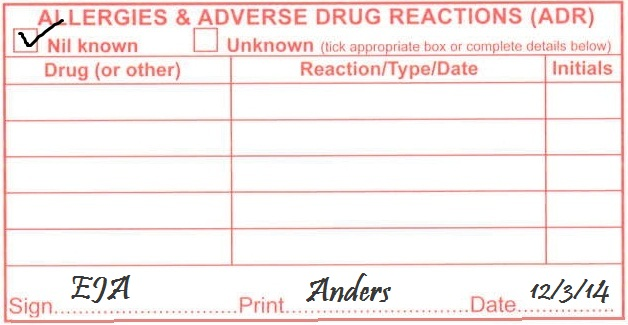 ALLERGIES & ADVERSE DRUG REACTIONS (ADR)
Nil known Unknown (tick appropriate box or complete details below)
Drug (or other) Reaction/Type/Date Initials
Sign EJA Print Anders Date 12/3/14